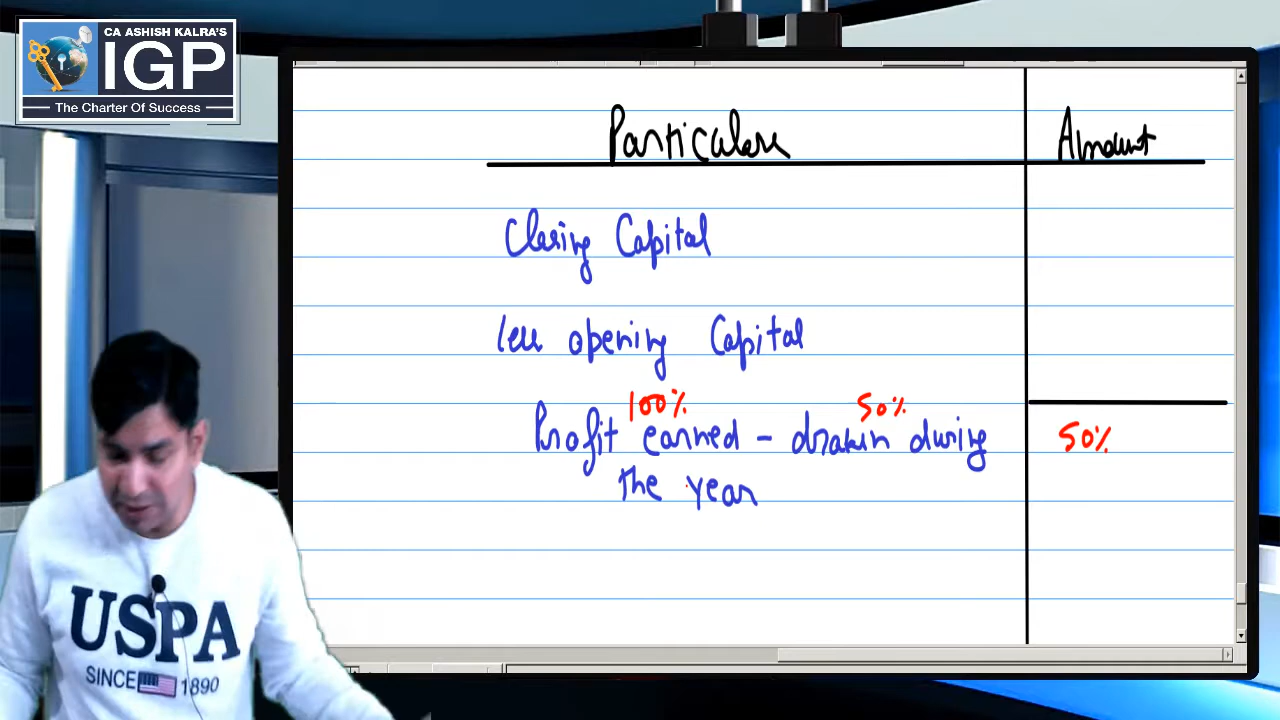 CA ASHISH KALRA'S
IGP
The Charter Of Success
Particulars Amount
Closing Capital
less opening Capital
100% 50%
Profit earned - drawn during 50%
the year
USPA
SINCE 1890